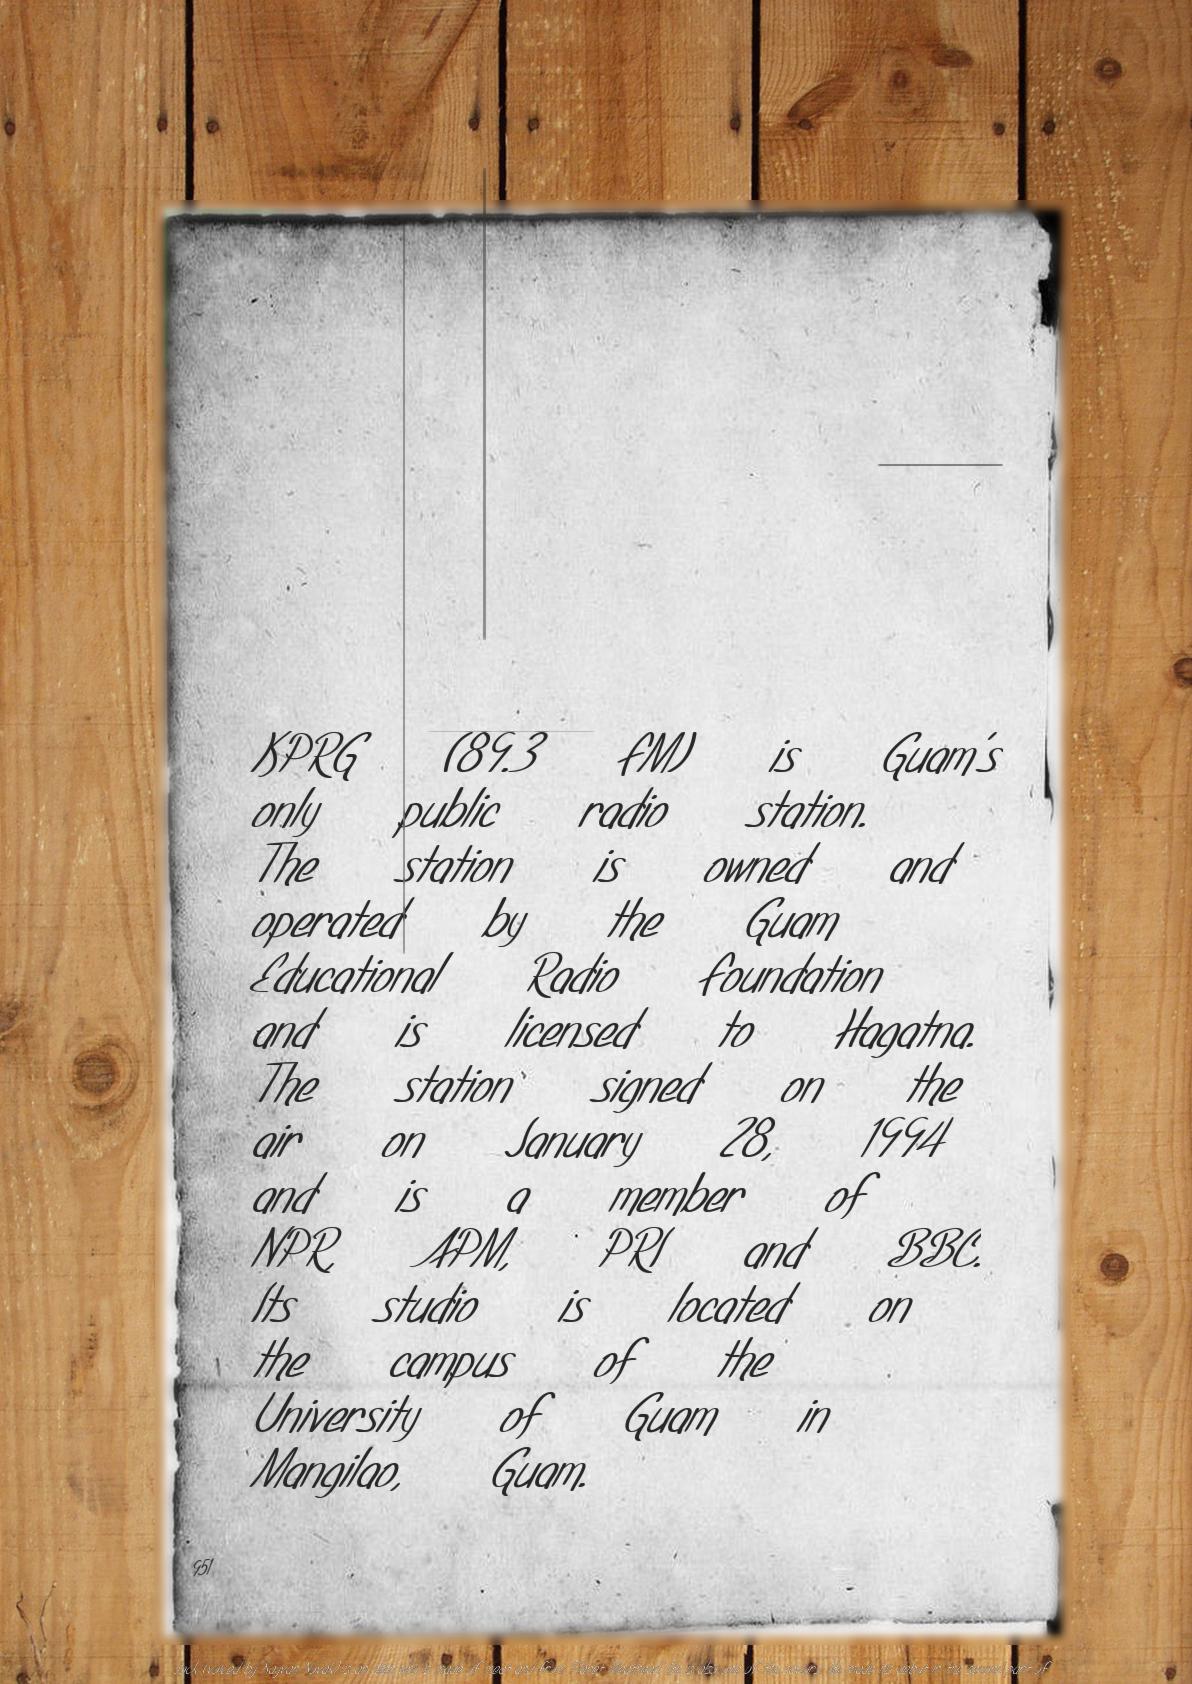 KPRG (89.3 FM) is Guam's
only public radio station.
The station is owned and
operated by the Guam
Educational Radio Foundation
and is licensed to Hagatna.
The station signed on the
air on January 28, 1994
and is a member of
NPR, APM, PRI and BBC.
Its studio is located on
the campus of the
University of Guam in
Mangilao, Guam.
951